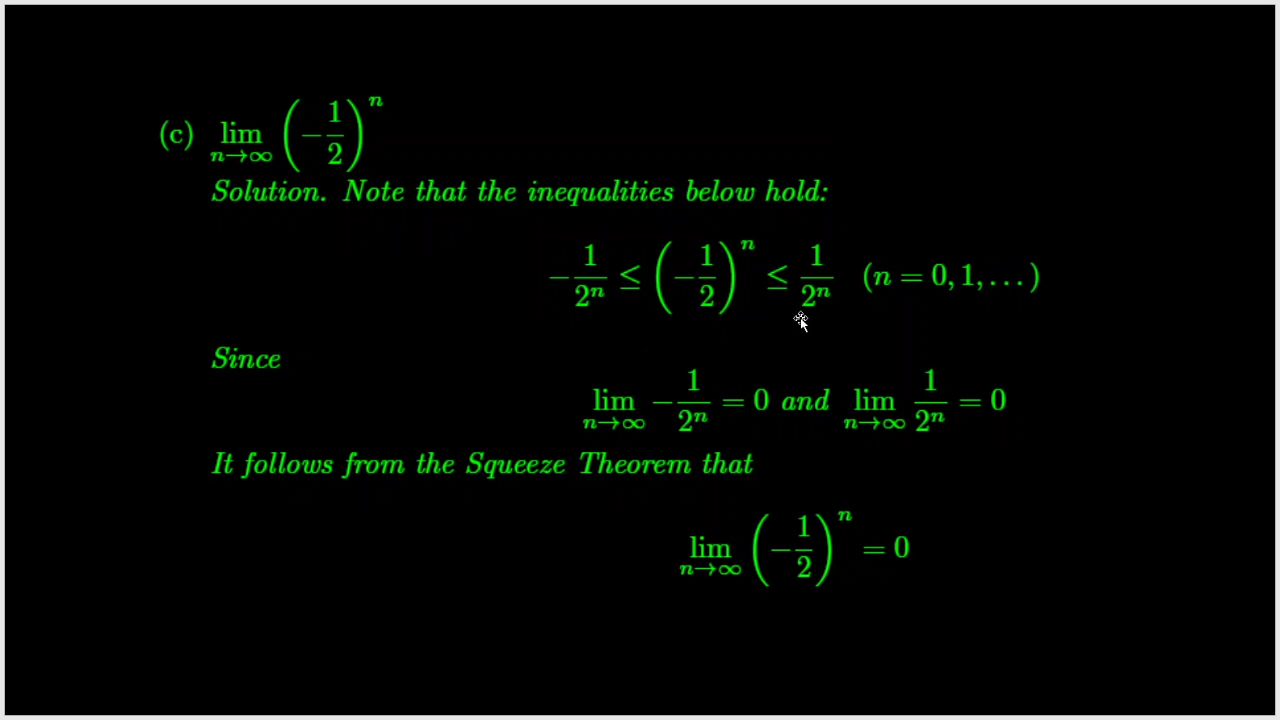 (c) lim_{n→∞} (−1/2)^n
Solution. Note that the inequalities below hold:
−1/2^n ≤ (−1/2)^n ≤ 1/2^n (n = 0, 1, . . . )
Since
lim_{n→∞} −1/2^n = 0 and lim_{n→∞} 1/2^n = 0
It follows from the Squeeze Theorem that
lim_{n→∞} (−1/2)^n = 0